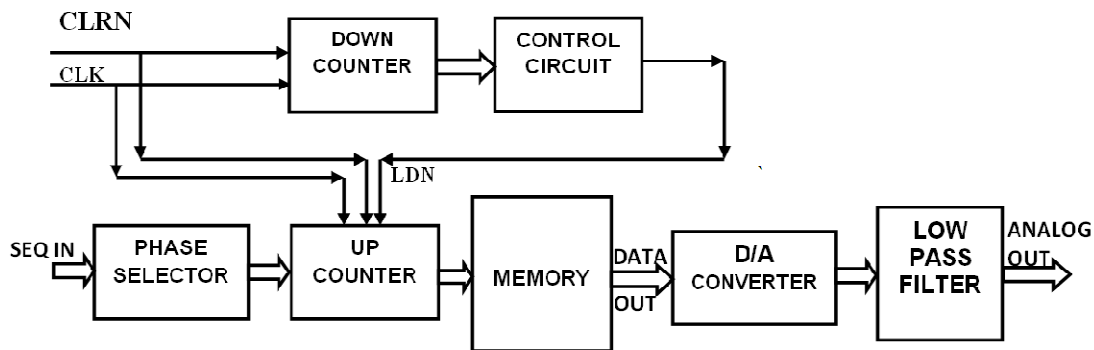 CLRN
CLK
DOWN
COUNTER
CONTROL
CIRCUIT
LDN
SEQ IN
PHASE
SELECTOR
UP
COUNTER
MEMORY
DATA
OUT
D/A
CONVERTER
LOW
PASS
FILTER
ANALOG
OUT